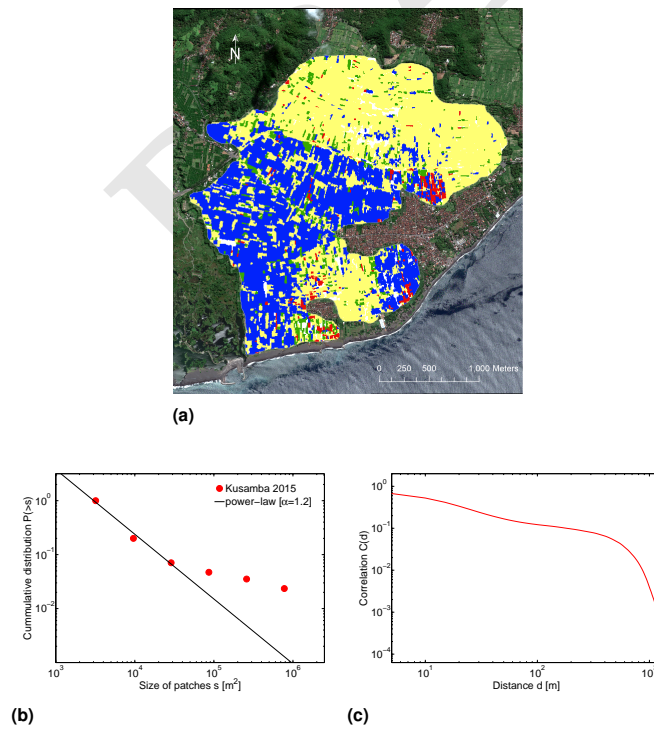 N
0 250 500 1,000 Meters
(a)
Cummulative distribution P(>s)
10^0
10^-1
10^-2
10^3 10^4 10^5 10^6
Size of patches s [m^2]
Kusamba 2015
power-law [α=1.2]
(b)
Correlation C(d)
10^0
10^-1
10^-2
10^-3
10^-4
10^1 10^2
Distance d [m]
(c)